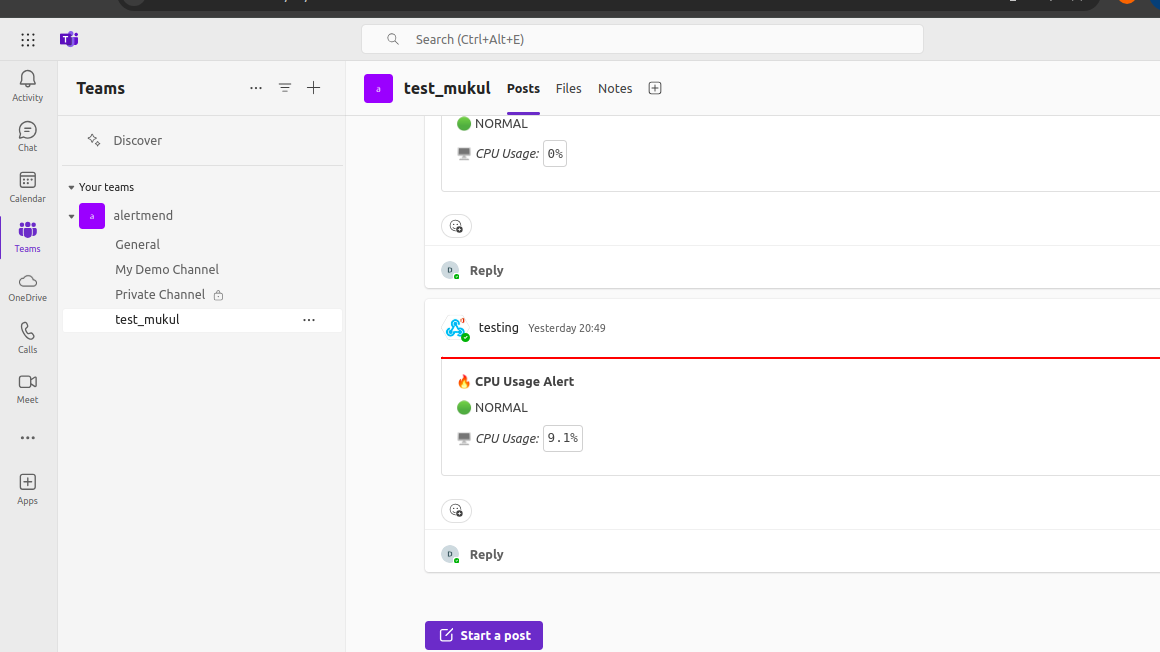 Search (Ctrl+Alt+E)
Activity
Chat
Calendar
Teams
OneDrive
Calls
Meet
Apps
Teams
Discover
Your teams
a alertmend
General
My Demo Channel
Private Channel
test_mukul
a test_mukul Posts Files Notes
NORMAL
CPU Usage: 0%
D Reply
testing Yesterday 20:49
🔥 CPU Usage Alert
NORMAL
CPU Usage: 9.1%
D Reply
Start a post